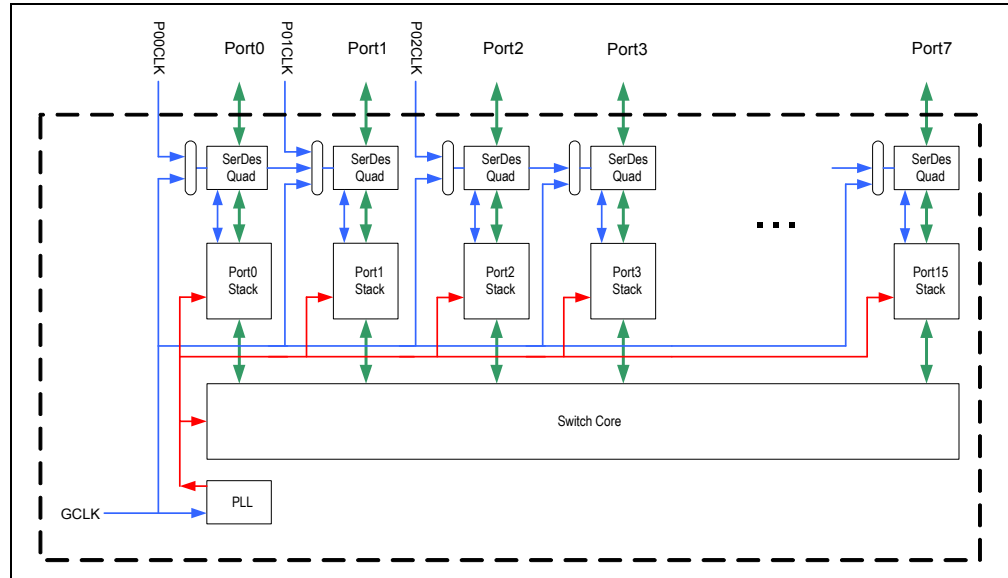 P00CLK
Port0
P01CLK
Port1
P02CLK
Port2
Port3
Port7
SerDes
Quad
SerDes
Quad
SerDes
Quad
SerDes
Quad
SerDes
Quad
...
Port0
Stack
Port1
Stack
Port2
Stack
Port3
Stack
Port15
Stack
Switch Core
PLL
GCLK